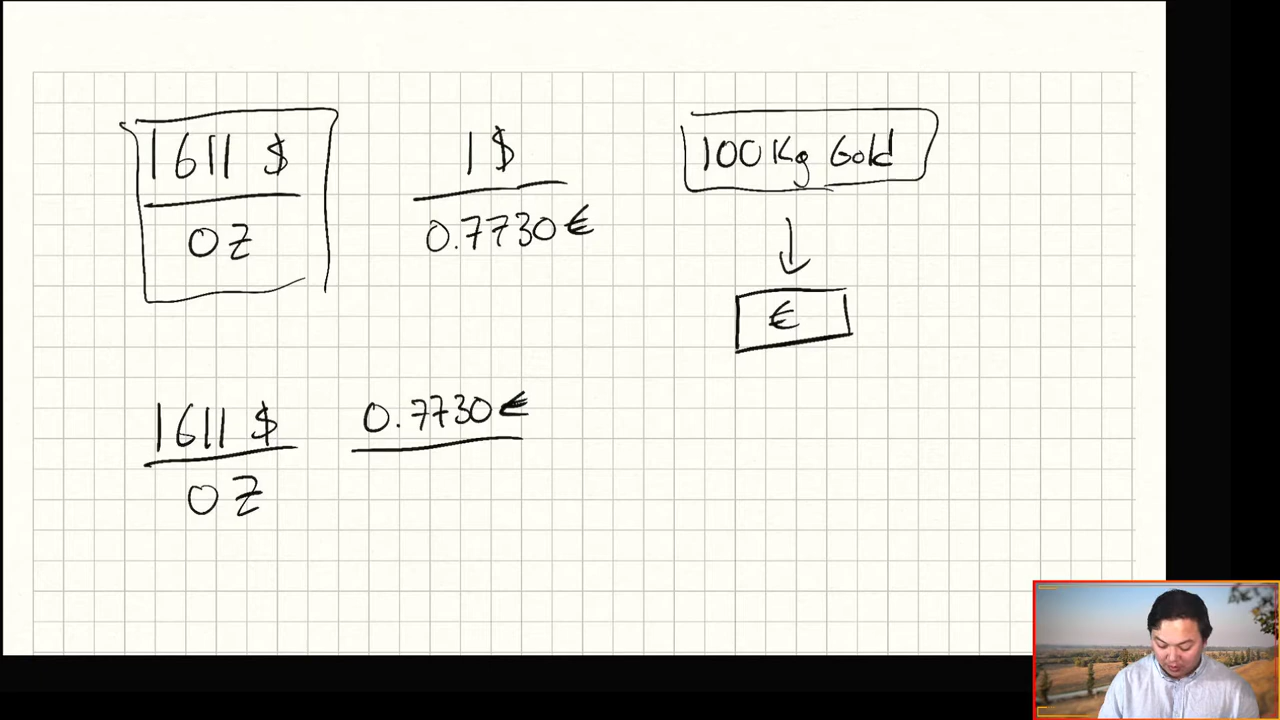 1611 $
OZ
1 $
0.7730 €
100 Kg Gold
€
1611 $
OZ
0.7730 €